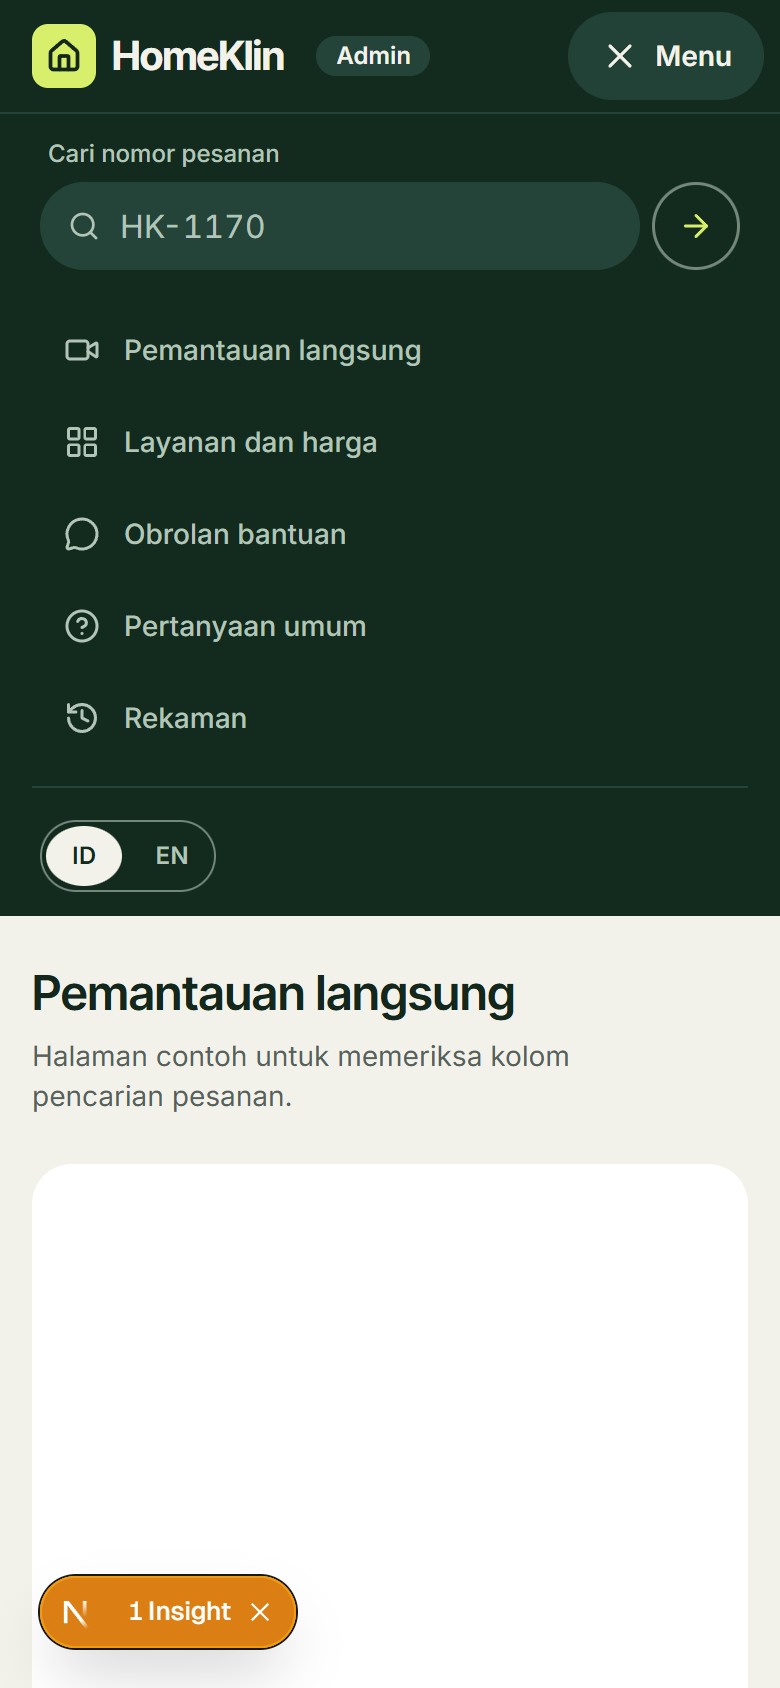 HomeKlin
Admin
Menu
Cari nomor pesanan
HK-1170
Pemantauan langsung
Layanan dan harga
Obrolan bantuan
Pertanyaan umum
Rekaman
ID
EN
Pemantauan langsung
Halaman contoh untuk memeriksa kolom
pencarian pesanan.
N
1 Insight